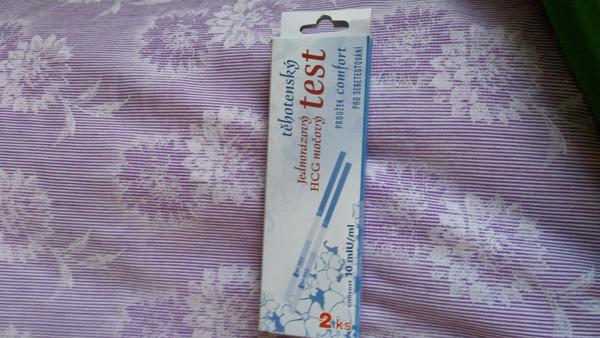 těhotenský
test
Jednorázový
HCG močový
PROUŽEK comfort
PRO SEBETESTOVÁNÍ
citlivost 10 mIU/ml
2 ks